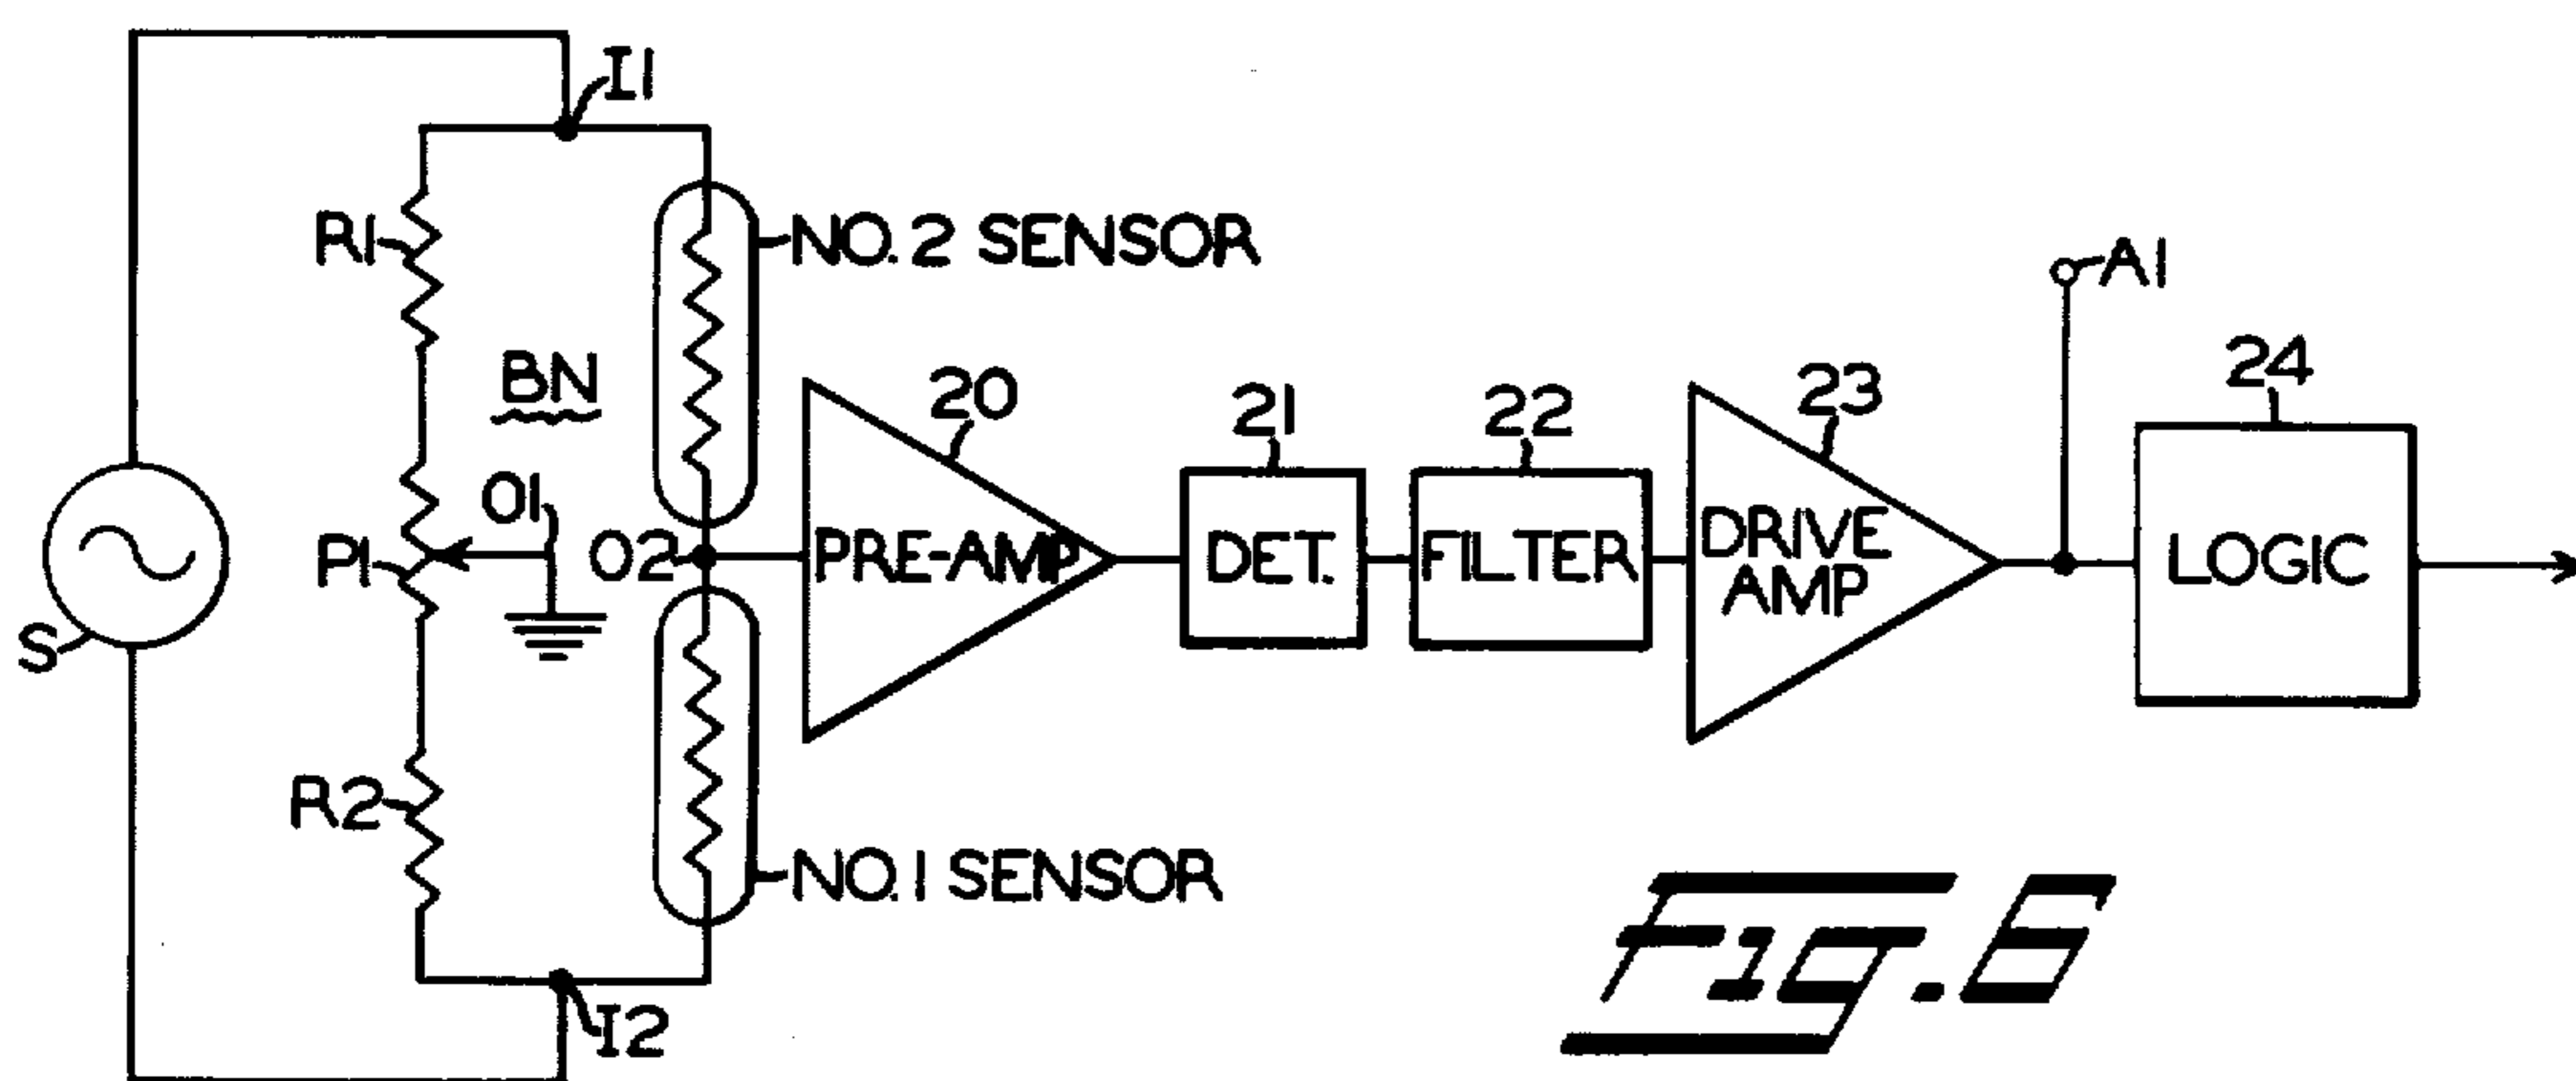 I1
R1
NO. 2 SENSOR
A1
BN
20
21
22
23
24
O1
P1
O2
PRE-AMP
DET.
FILTER
DRIVE
AMP
LOGIC
S
R2
NO. 1 SENSOR
I2
Fig. 6